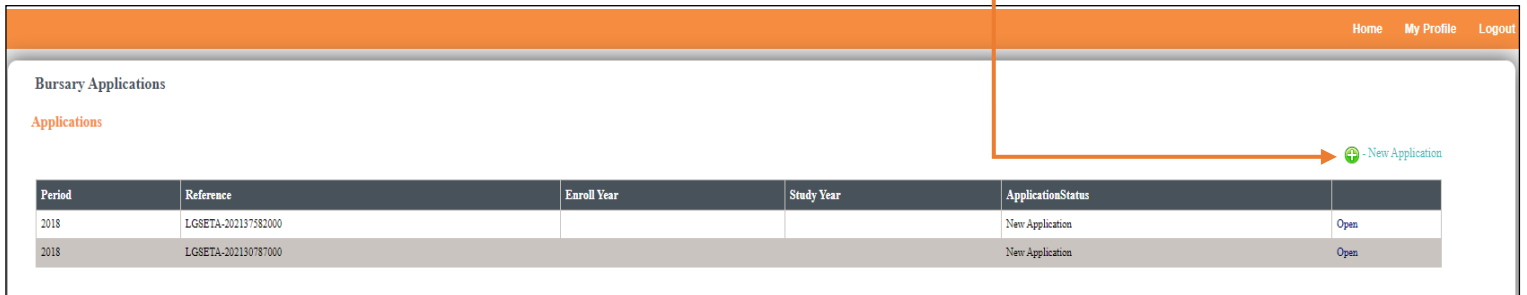 Home My Profile Logout
Bursary Applications
Applications
- New Application
Period Reference Enroll Year Study Year ApplicationStatus
2018 LGSETA-202137582000 New Application Open
2018 LGSETA-202130787000 New Application Open